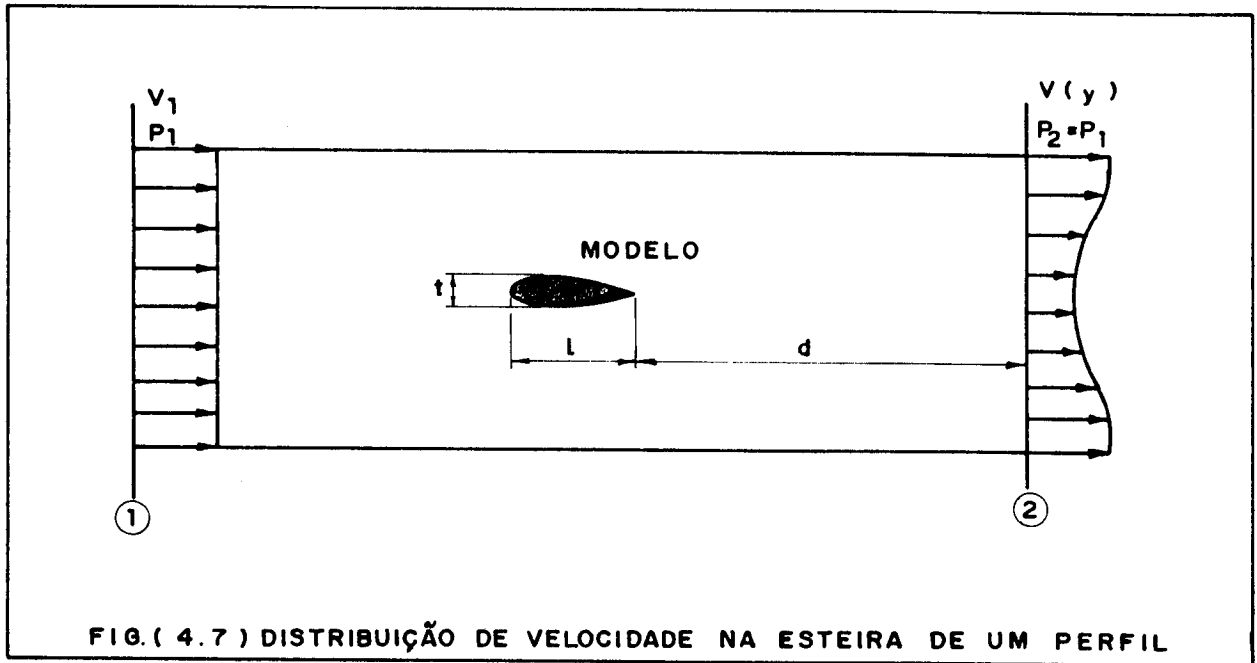 V1
P1
V(y)
P2=P1
MODELO
t
l
d
1
2
FIG.(4.7) DISTRIBUIÇÃO DE VELOCIDADE NA ESTEIRA DE UM PERFIL